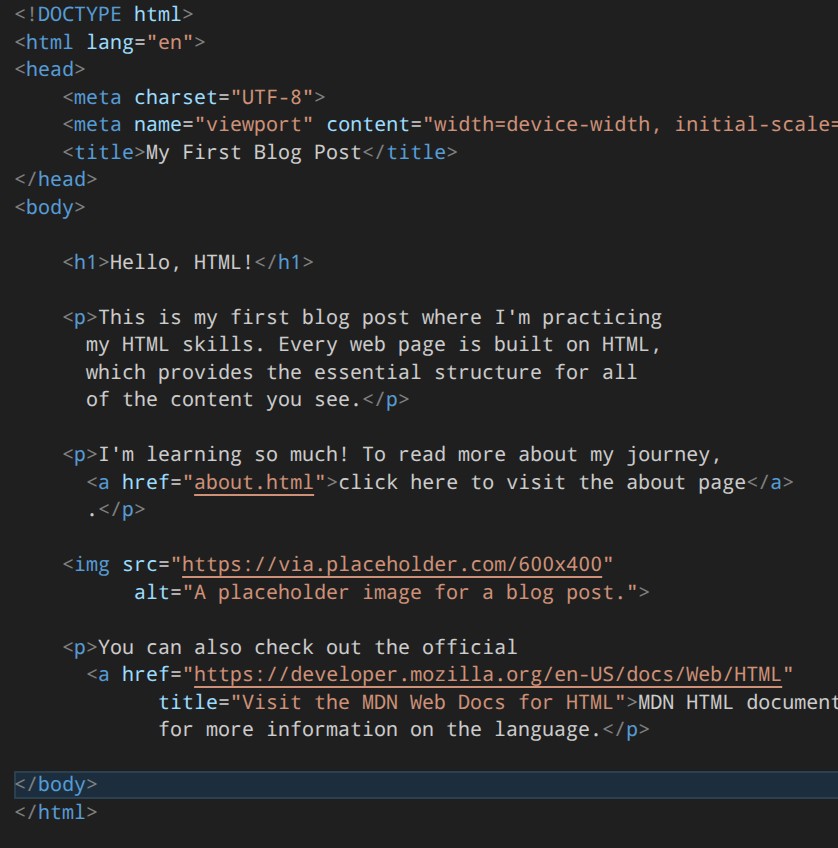 <!DOCTYPE html>
<html lang="en">
<head>
    <meta charset="UTF-8">
    <meta name="viewport" content="width=device-width, initial-scale=
    <title>My First Blog Post</title>
</head>
<body>

    <h1>Hello, HTML!</h1>

    <p>This is my first blog post where I'm practicing
      my HTML skills. Every web page is built on HTML,
      which provides the essential structure for all
      of the content you see.</p>

    <p>I'm learning so much! To read more about my journey,
      <a href="about.html">click here to visit the about page</a>
      .</p>

    <img src="https://via.placeholder.com/600x400"
          alt="A placeholder image for a blog post.">

    <p>You can also check out the official
      <a href="https://developer.mozilla.org/en-US/docs/Web/HTML"
            title="Visit the MDN Web Docs for HTML">MDN HTML document
            for more information on the language.</p>

</body>
</html>